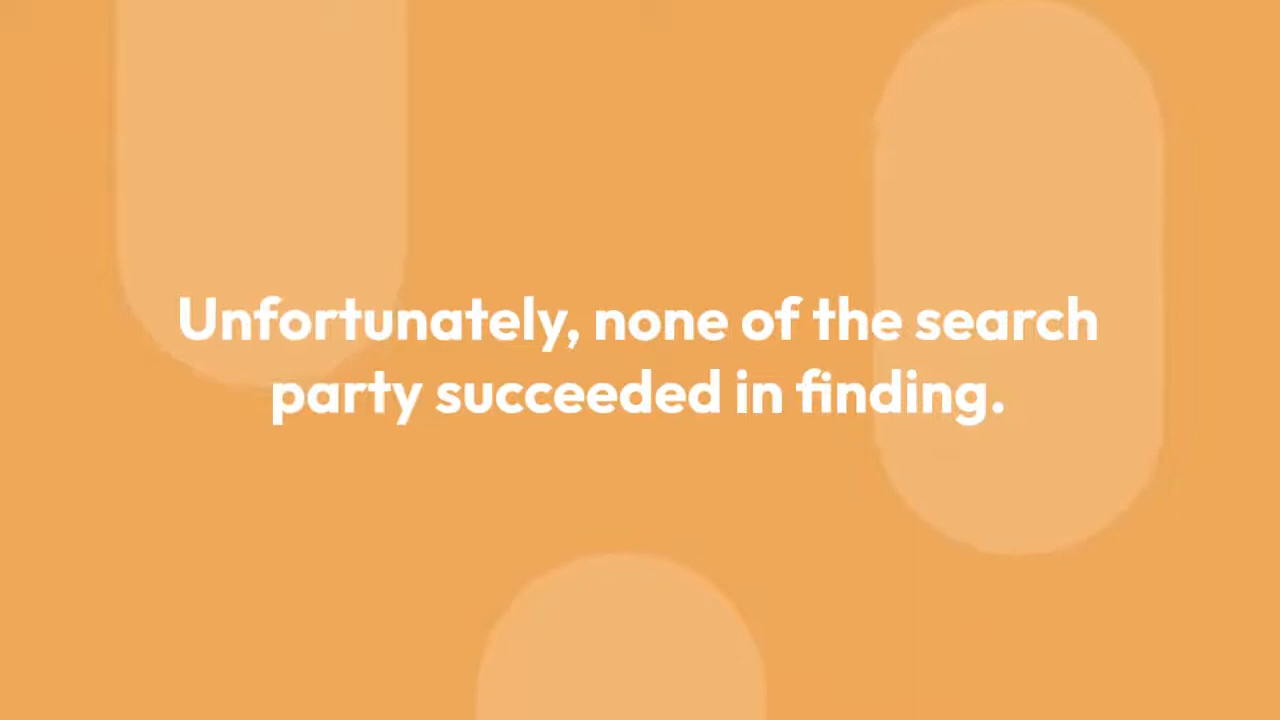 Unfortunately, none of the search
party succeeded in finding.